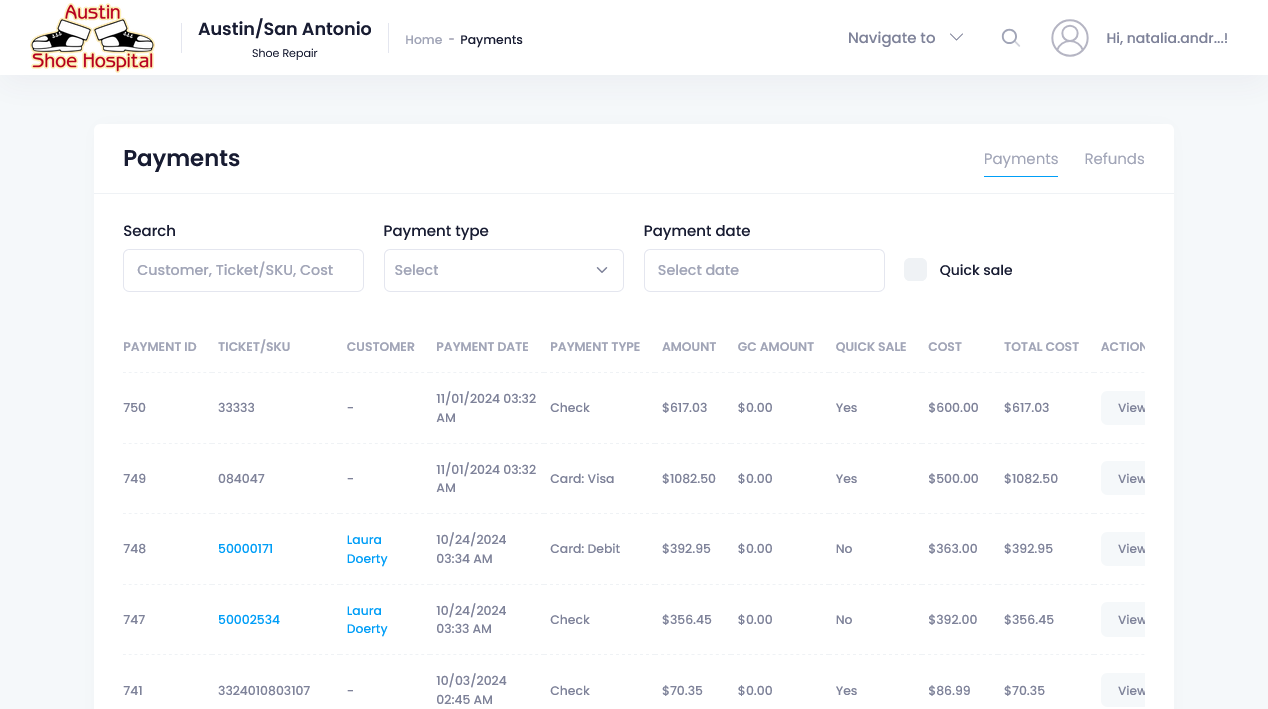 Austin
Shoe Hospital
Austin/San Antonio
Shoe Repair
Home - Payments
Navigate to
Hi, natalia.andr...!
Payments
Payments Refunds
Search Payment type Payment date
Customer, Ticket/SKU, Cost Select Select date Quick sale
PAYMENT ID TICKET/SKU CUSTOMER PAYMENT DATE PAYMENT TYPE AMOUNT GC AMOUNT QUICK SALE COST TOTAL COST ACTION
750 33333 - 11/01/2024 03:32 AM Check $617.03 $0.00 Yes $600.00 $617.03 View
749 084047 - 11/01/2024 03:32 AM Card: Visa $1082.50 $0.00 Yes $500.00 $1082.50 View
748 50000171 Laura Doerty 10/24/2024 03:34 AM Card: Debit $392.95 $0.00 No $363.00 $392.95 View
747 50002534 Laura Doerty 10/24/2024 03:33 AM Check $356.45 $0.00 No $392.00 $356.45 View
741 3324010803107 - 10/03/2024 02:45 AM Check $70.35 $0.00 Yes $86.99 $70.35 View